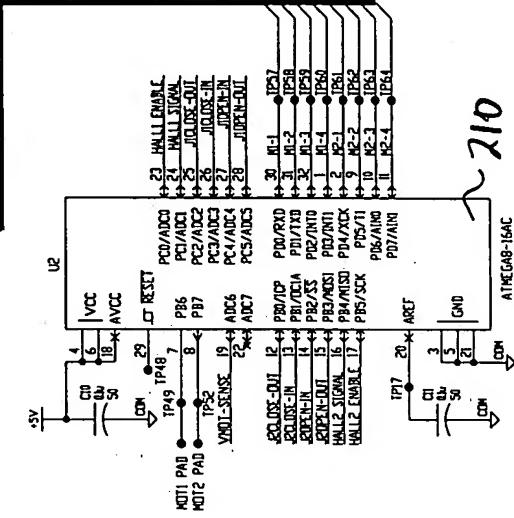 U2
+5V
C10
0.1u
50
COM
4 VCC
6
18 AVCC
29 RESET
TP48
MOT1 PAD TP49 7 PB6
MOT2 PAD TP52 8 PB7
VMOT-SENSE 19 ADC6
22 ADC7
J2CLOSE-OUT 12 PB0/ICP
J2CLOSE-IN 13 PB1/OC1A
J2OPEN-IN 14 PB2/SS
J2OPEN-OUT 15 PB3/MOSI
HALL2 SIGNAL 16 PB4/MISO
HALL2 ENABLE 17 PB5/SCK
TP17 20 AREF
C11
0.1u
50
COM
3 GND
5
21
COM
PC0/ADC0 23 HALL1 ENABLE
PC1/ADC1 24 HALL1 SIGNAL
PC2/ADC2 25 J1CLOSE-OUT
PC3/ADC3 26 J1CLOSE-IN
PC4/ADC4 27 J1OPEN-IN
PC5/ADC5 28 J1OPEN-OUT
PD0/RXD 30 M1-1 TP57
PD1/TXD 31 M1-2 TP58
PD2/INT0 32 M1-3 TP59
PD3/INT1 1 M1-4 TP60
PD4/XCK 2 M2-1 TP61
PD5/T1 9 M2-2 TP62
PD6/AIN0 10 M2-3 TP63
PD7/AIN1 11 M2-4 TP64
ATMEGA8-16AC
210